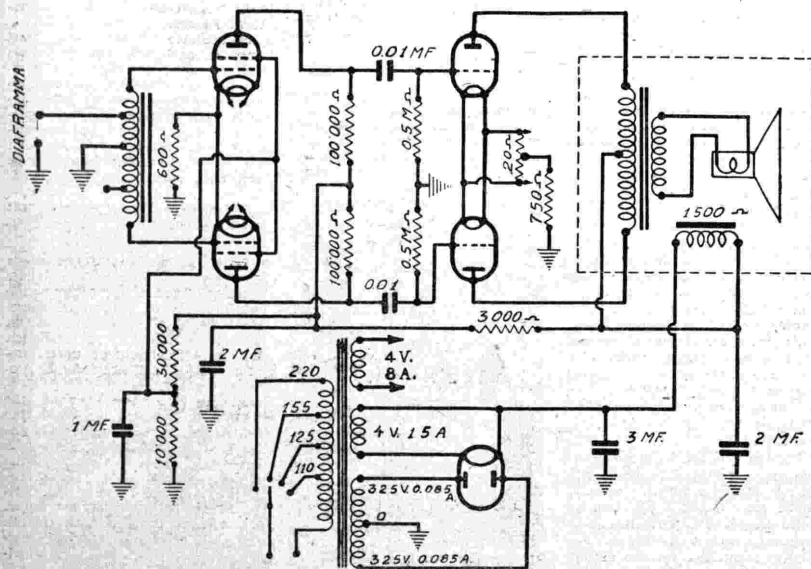 DIAFRAMMA
600 Ω
100'000 Ω
0.01 MF
0.5 M Ω
20 Ω
750 Ω
1500 Ω
100'000 Ω
0.5 M Ω
0.01
3000 Ω
30'000
10'000
1 MF.
2 MF.
220
155
125
110
4 V.
8 A.
4 V. 1 5 A
325V. 0.085 A
0
325V. 0.085 A.
3 MF.
2 MF.